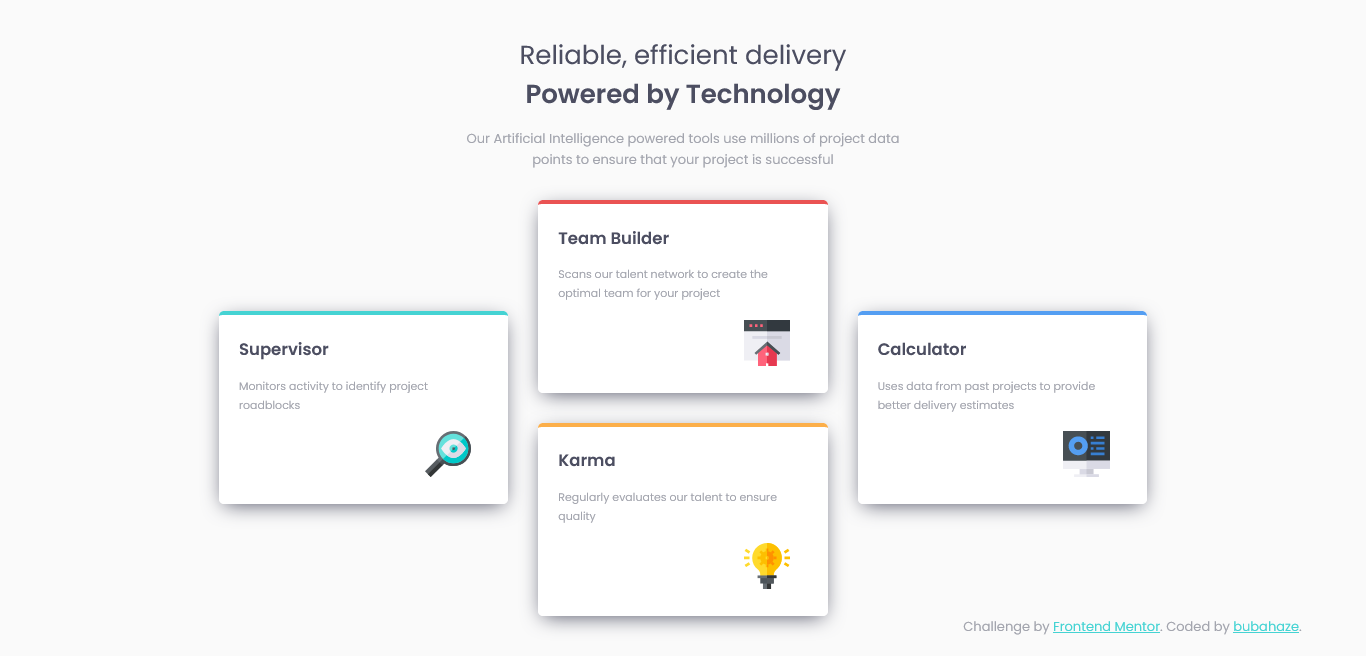 Reliable, efficient delivery
Powered by Technology
Our Artificial Intelligence powered tools use millions of project data
points to ensure that your project is successful
Team Builder
Scans our talent network to create the
optimal team for your project
Supervisor
Monitors activity to identify project
roadblocks
Calculator
Uses data from past projects to provide
better delivery estimates
Karma
Regularly evaluates our talent to ensure
quality
Challenge by Frontend Mentor. Coded by bubahaze.